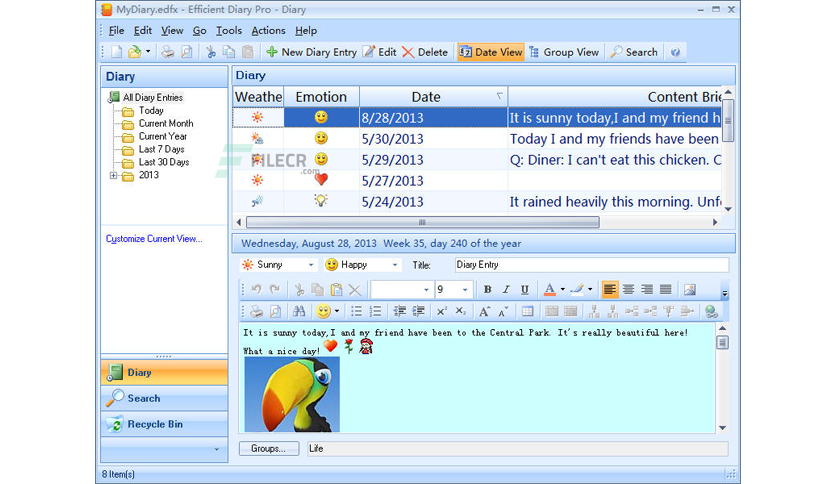 MyDiary.edfx - Efficient Diary Pro - Diary
File Edit View Go Tools Actions Help
New Diary Entry Edit Delete Date View Group View Search
Diary
All Diary Entries
Today
Current Month
Current Year
Last 7 Days
Last 30 Days
2013
Customize Current View...
Diary
Search
Recycle Bin
Diary
Weathe Emotion Date Content Brie
8/28/2013 It is sunny today,I and my friend h
5/30/2013 Today I and my friends have been
5/29/2013 Q: Diner: I can't eat this chicken. C
5/27/2013
5/24/2013 It rained heavily this morning. Unf
FILECR
.com
Wednesday, August 28, 2013 Week 35, day 240 of the year
Sunny Happy Title: Diary Entry
9 B I U A
It is sunny today,I and my friend have been to the Central Park. It's really beautiful here!
What a nice day!
Groups... Life
8 Item(s)